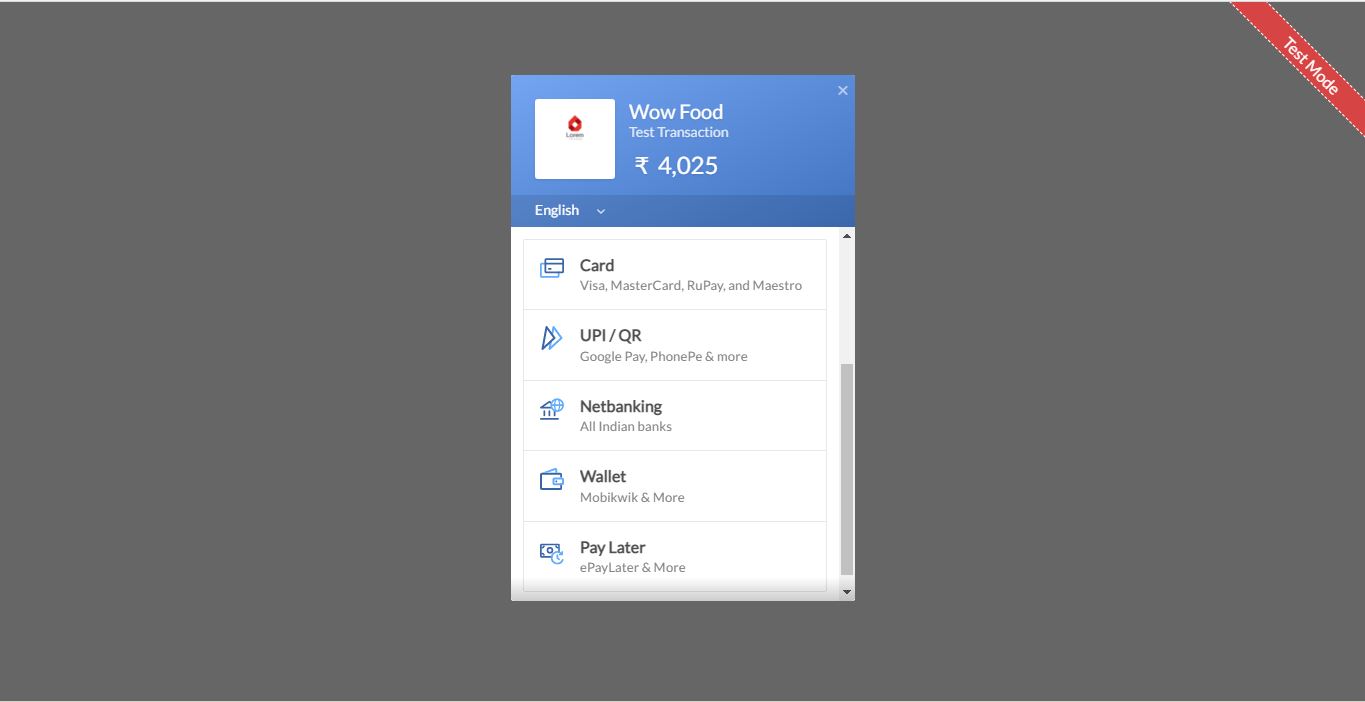 Test Mode
Wow Food
Test Transaction
₹ 4,025
English
Card
Visa, MasterCard, RuPay, and Maestro
UPI / QR
Google Pay, PhonePe & more
Netbanking
All Indian banks
Wallet
Mobikwik & More
Pay Later
ePayLater & More
Lorem